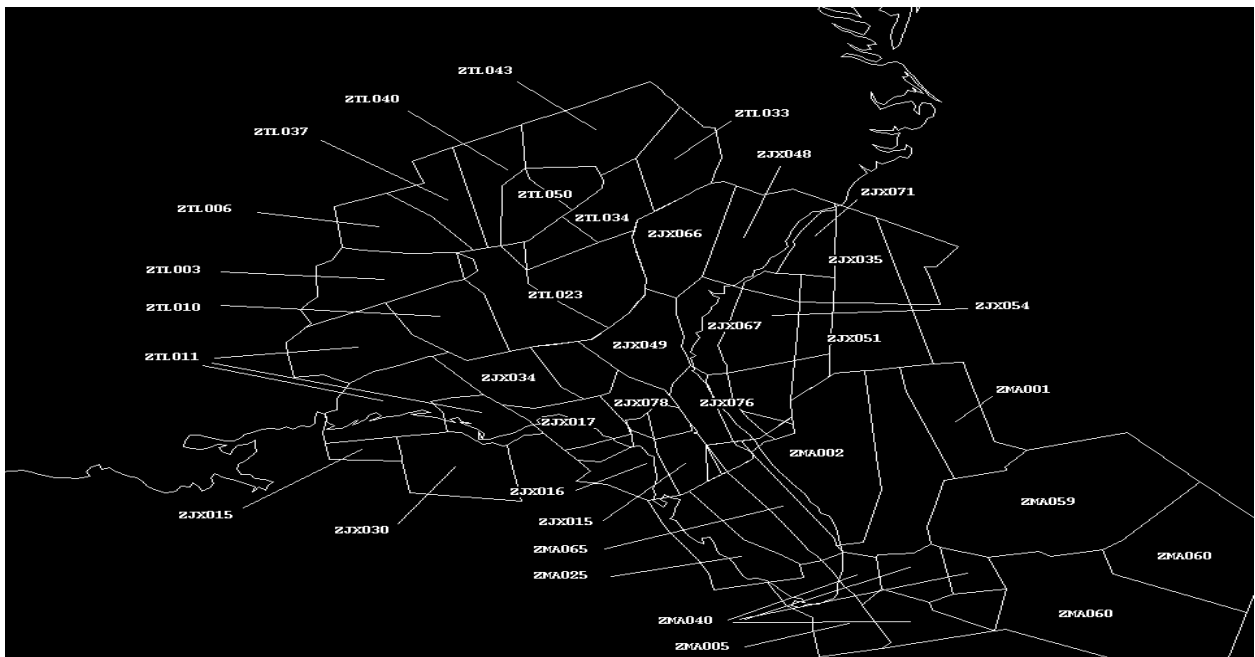 ZTL043
ZTL040
ZTL033
ZTL037
ZJX048
ZTL050
ZJX071
ZTL006
ZTL034
ZJX066
ZJX035
ZTL003
ZTL023
ZTL010
ZJX054
ZJX067
ZJX051
ZJX049
ZTL011
ZJX034
ZMA001
ZJX078
ZJX076
ZJX017
ZMA002
ZJX016
ZMA059
ZJX015
ZJX015
ZJX030
ZMA065
ZMA060
ZMA025
ZMA060
ZMA040
ZMA005